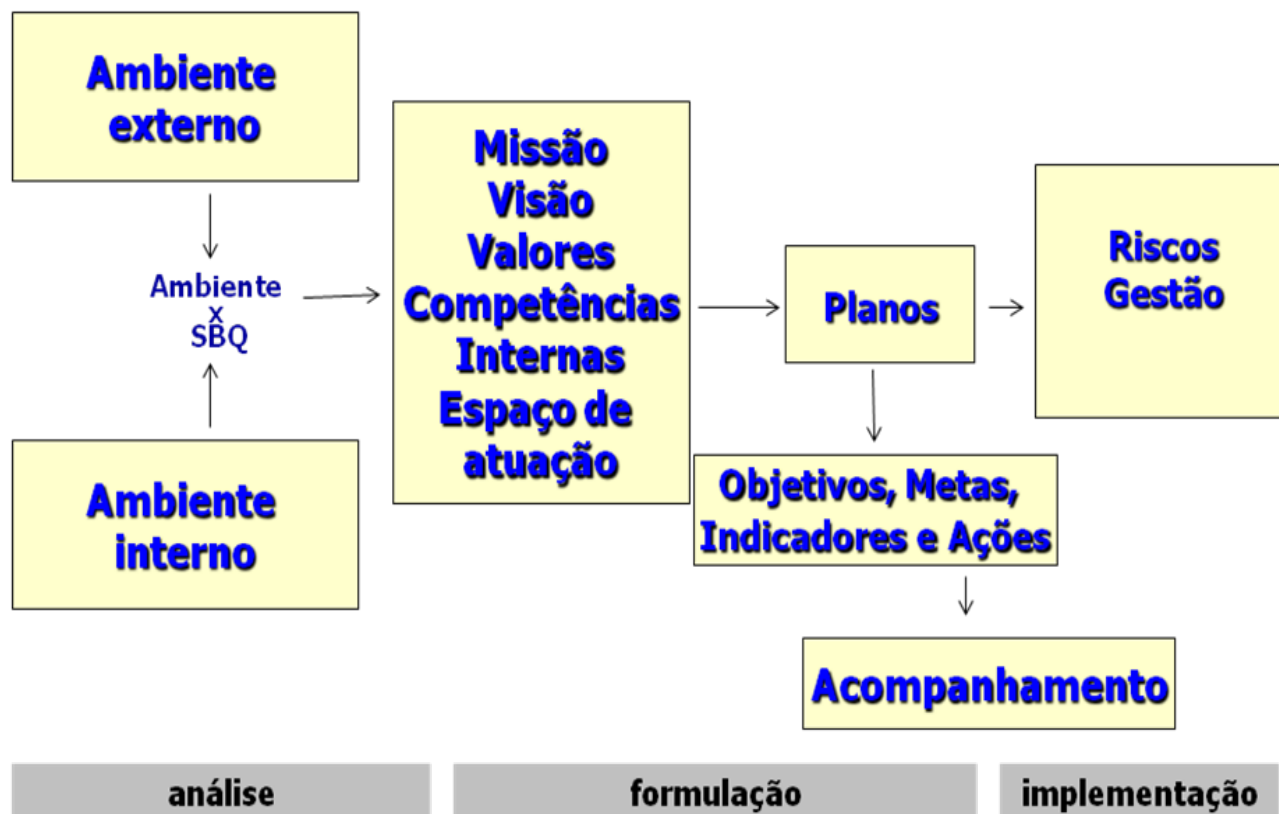 Ambiente
externo
Ambiente
x
SBQ
Ambiente
interno
Missão
Visão
Valores
Competências
Internas
Espaço de
atuação
Planos
Riscos
Gestão
Objetivos, Metas,
Indicadores e Ações
Acompanhamento
análise
formulação
implementação